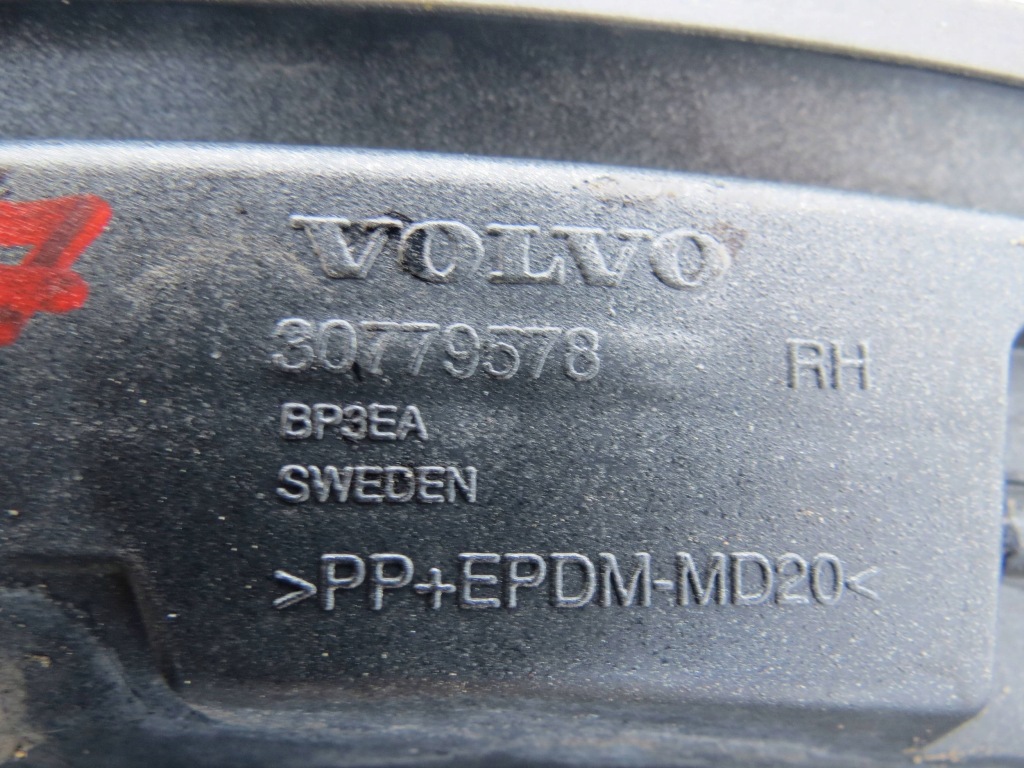 VOLVO
30779578 RH
BP3EA
SWEDEN
>PP+EPDM-MD20<